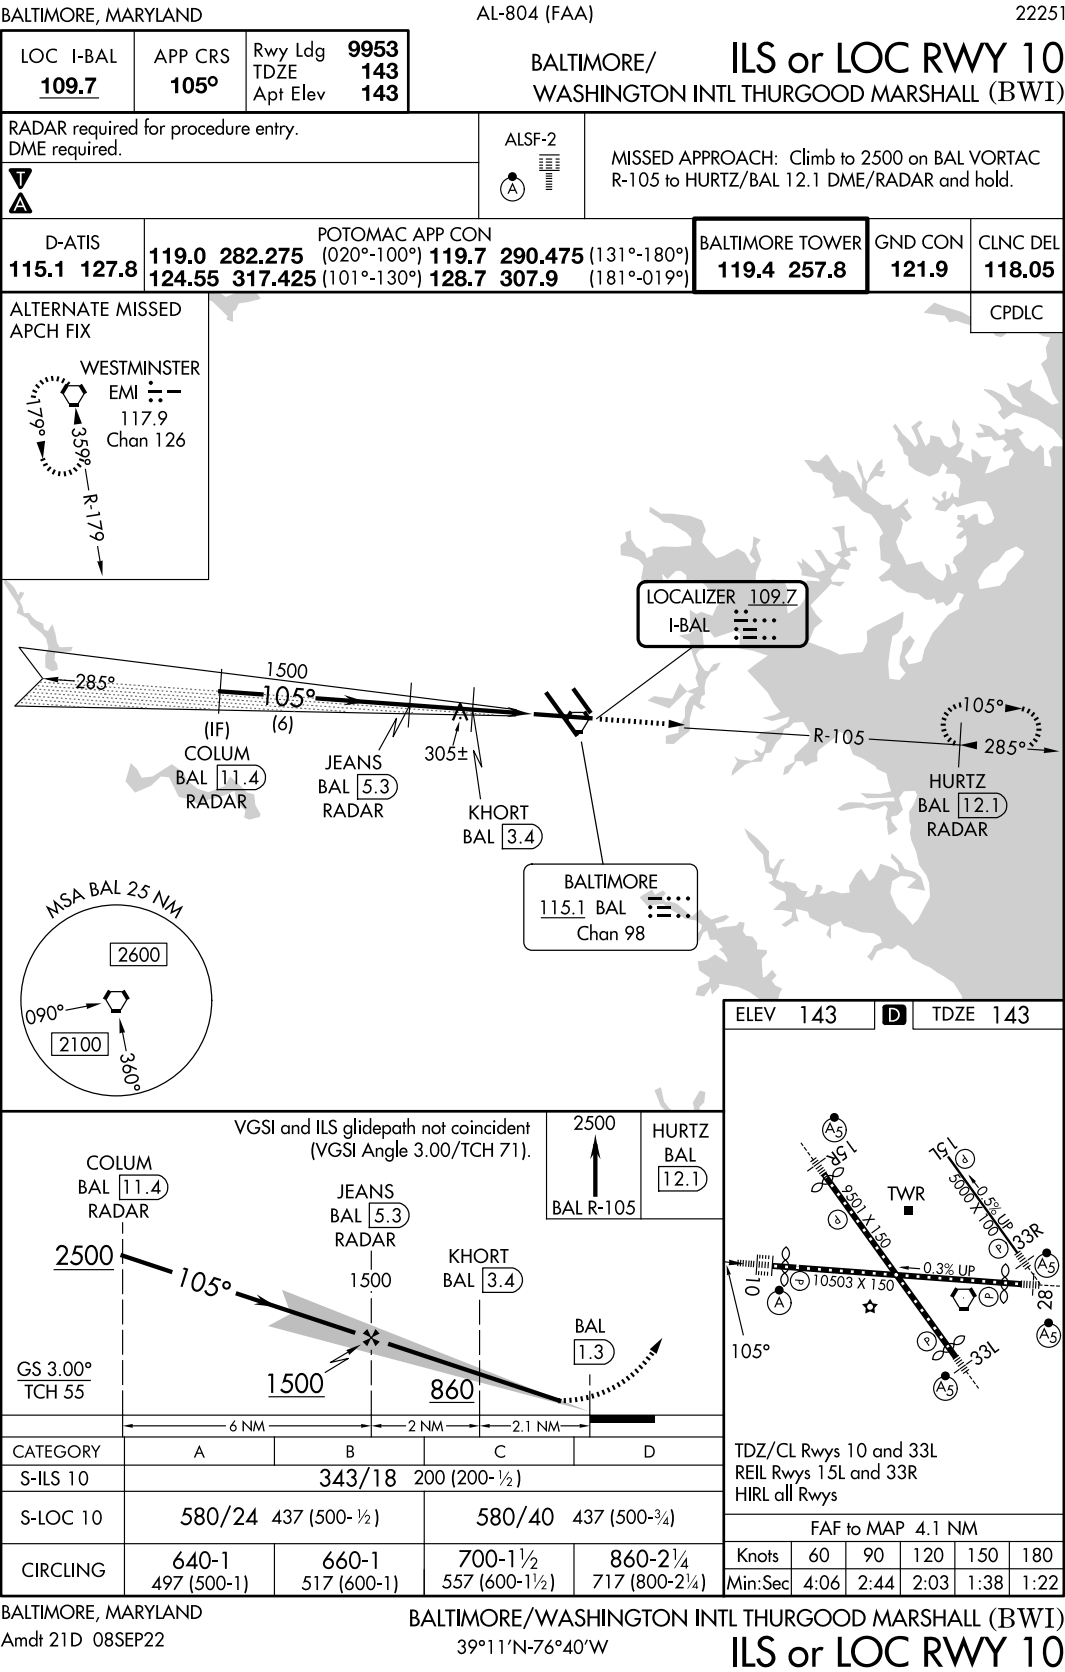 BALTIMORE, MARYLAND
AL-804 (FAA)
22251
LOC I-BAL
109.7
APP CRS
105°
Rwy Ldg 9953
TDZE 143
Apt Elev 143
BALTIMORE/
WASHINGTON INTL THURGOOD MARSHALL (BWI)
ILS or LOC RWY 10
RADAR required for procedure entry.
DME required.
T
A
ALSF-2
A
MISSED APPROACH: Climb to 2500 on BAL VORTAC
R-105 to HURTZ/BAL 12.1 DME/RADAR and hold.
D-ATIS
115.1 127.8
POTOMAC APP CON
119.0 282.275 (020°-100°) 119.7 290.475 (131°-180°)
124.55 317.425 (101°-130°) 128.7 307.9 (181°-019°)
BALTIMORE TOWER
119.4 257.8
GND CON
121.9
CLNC DEL
118.05
CPDLC
ALTERNATE MISSED
APCH FIX
WESTMINSTER
EMI
117.9
Chan 126
179°
359°
R-179
LOCALIZER 109.7
I-BAL
285°
1500
105°
(6)
(IF)
COLUM
BAL 11.4
RADAR
JEANS
BAL 5.3
RADAR
305±
KHORT
BAL 3.4
R-105
105°
285°
HURTZ
BAL 12.1
RADAR
BALTIMORE
115.1 BAL
Chan 98
MSA BAL 25 NM
2600
090°
2100
360°
ELEV 143
D
TDZE 143
A5
15R
15L
P
9501 X 150
0.5% UP
5000 X 100
TWR
P
P
33R
A5
0.3% UP
10503 X 150
10
28
A
P
P
P
A5
33L
A5
105°
TDZ/CL Rwys 10 and 33L
REIL Rwys 15L and 33R
HIRL all Rwys
FAF to MAP 4.1 NM
Knots 60 90 120 150 180
Min:Sec 4:06 2:44 2:03 1:38 1:22
VGSI and ILS glidepath not coincident
(VGSI Angle 3.00/TCH 71).
2500
BAL R-105
HURTZ
BAL
12.1
COLUM
BAL 11.4
RADAR
JEANS
BAL 5.3
RADAR
KHORT
BAL 3.4
BAL
1.3
2500
105°
1500
GS 3.00°
TCH 55
1500
860
6 NM
2 NM
2.1 NM
CATEGORY A B C D
S-ILS 10 343/18 200 (200-½)
S-LOC 10 580/24 437 (500-½) 580/40 437 (500-¾)
CIRCLING 640-1 660-1 700-1½ 860-2¼
497 (500-1) 517 (600-1) 557 (600-1½) 717 (800-2¼)
BALTIMORE, MARYLAND
Amdt 21D 08SEP22
39°11'N-76°40'W
BALTIMORE/WASHINGTON INTL THURGOOD MARSHALL (BWI)
ILS or LOC RWY 10